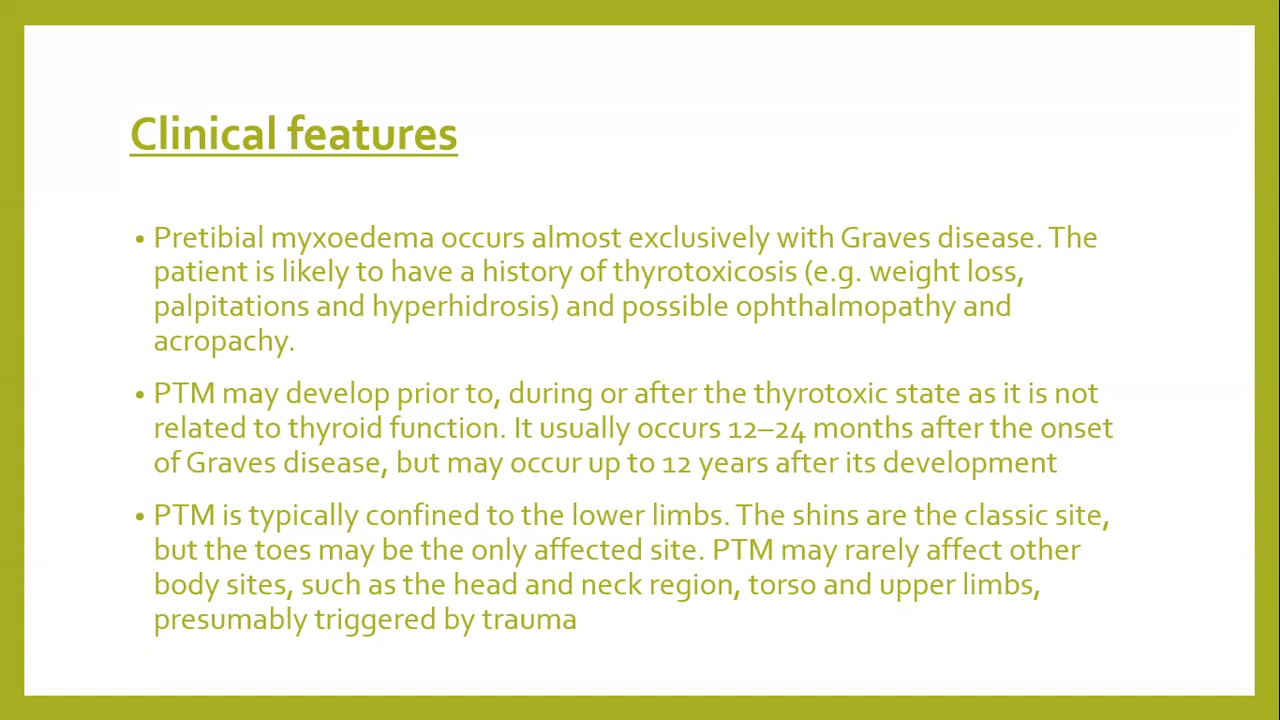 Clinical features
• Pretibial myxoedema occurs almost exclusively with Graves disease. The
patient is likely to have a history of thyrotoxicosis (e.g. weight loss,
palpitations and hyperhidrosis) and possible ophthalmopathy and
acropachy.
• PTM may develop prior to, during or after the thyrotoxic state as it is not
related to thyroid function. It usually occurs 12–24 months after the onset
of Graves disease, but may occur up to 12 years after its development
• PTM is typically confined to the lower limbs. The shins are the classic site,
but the toes may be the only affected site. PTM may rarely affect other
body sites, such as the head and neck region, torso and upper limbs,
presumably triggered by trauma